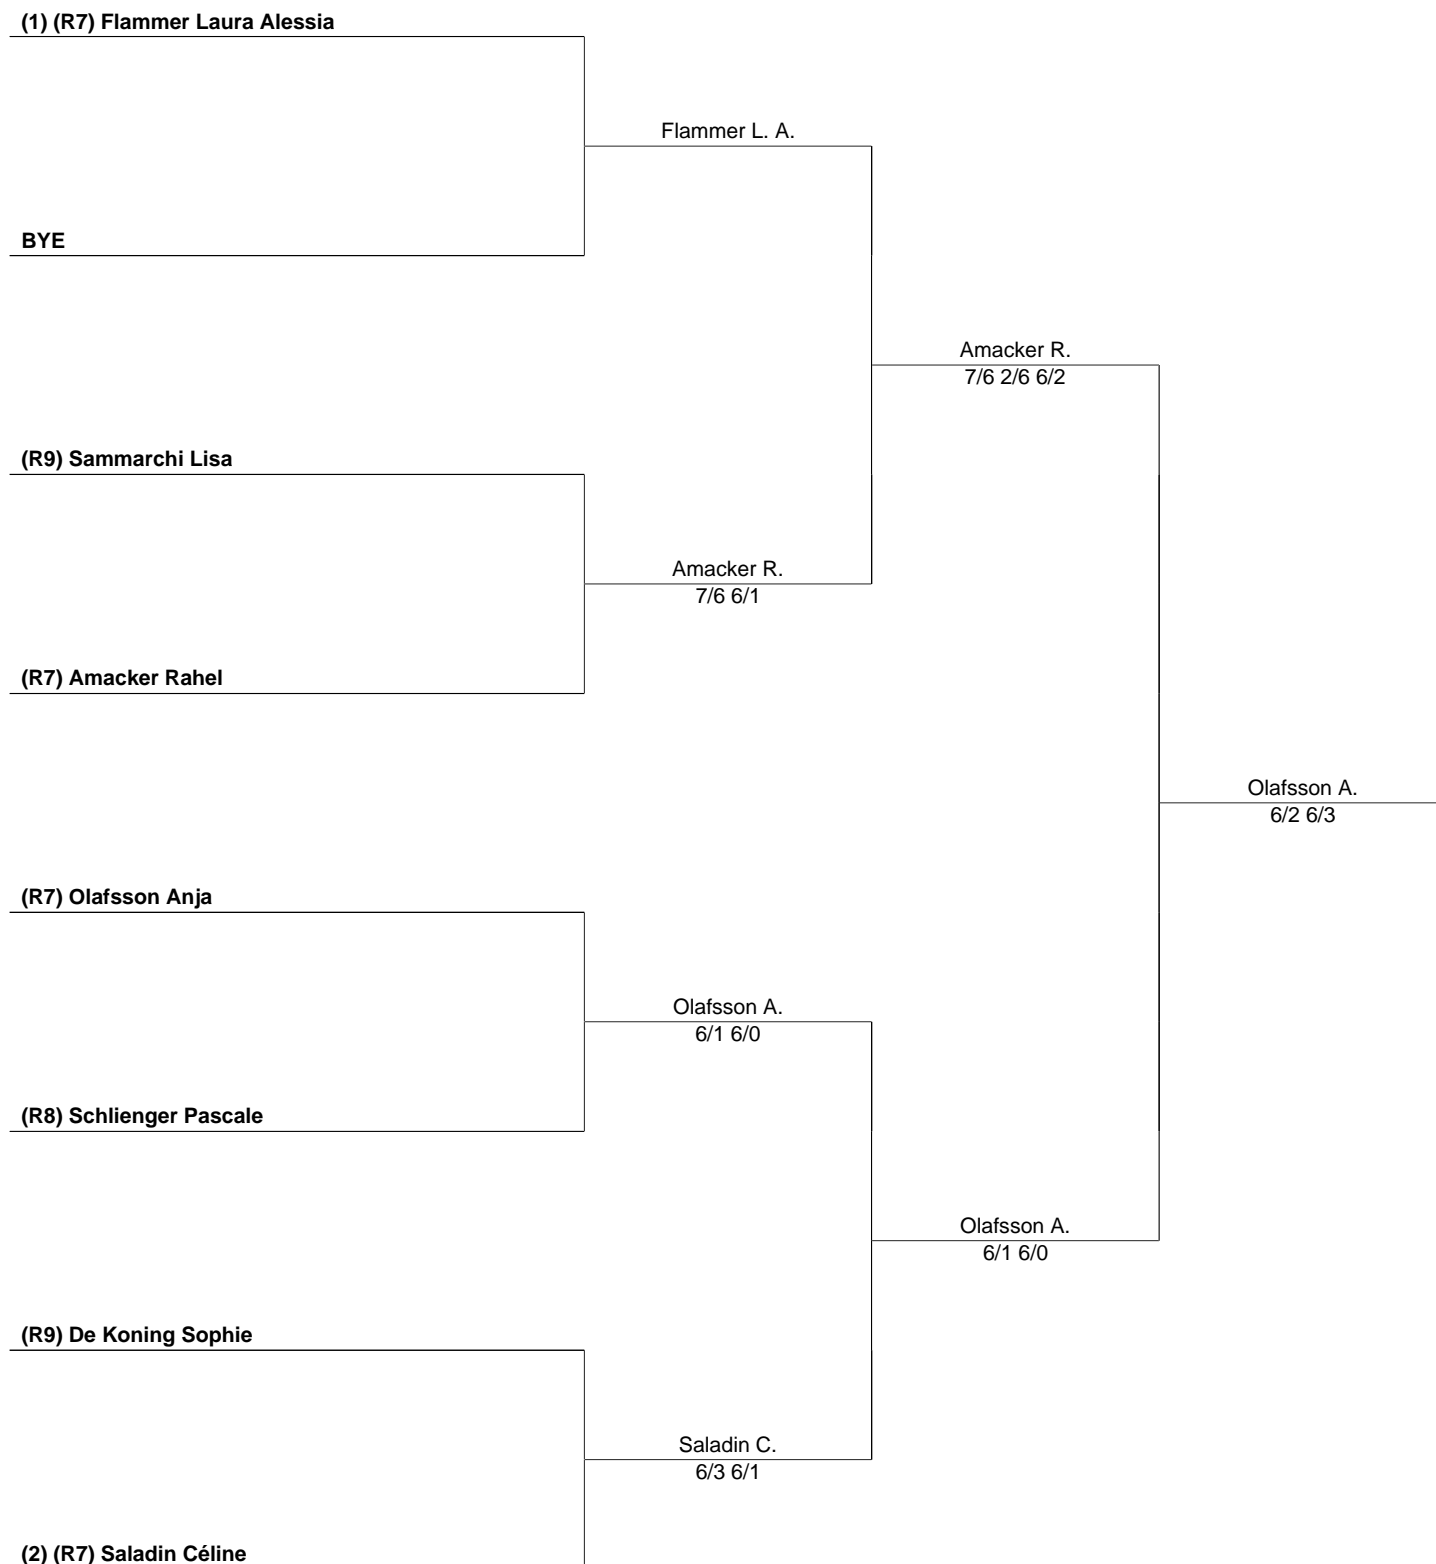 (1) (R7) Flammer Laura Alessia
Flammer L. A.
BYE
Amacker R.
7/6 2/6 6/2
(R9) Sammarchi Lisa
Amacker R.
7/6 6/1
(R7) Amacker Rahel
Olafsson A.
6/2 6/3
(R7) Olafsson Anja
Olafsson A.
6/1 6/0
(R8) Schlienger Pascale
Olafsson A.
6/1 6/0
(R9) De Koning Sophie
Saladin C.
6/3 6/1
(2) (R7) Saladin Céline